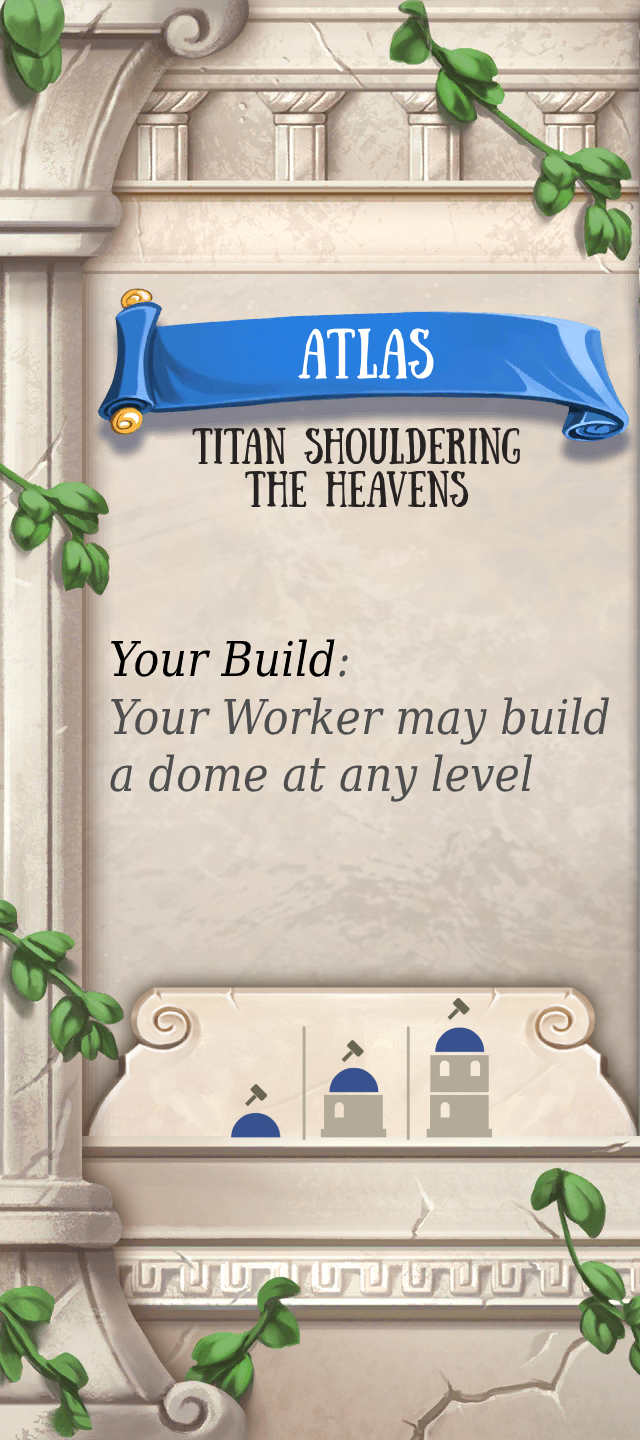 ATLAS
TITAN SHOULDERING
THE HEAVENS
Your Build:
Your Worker may build
a dome at any level